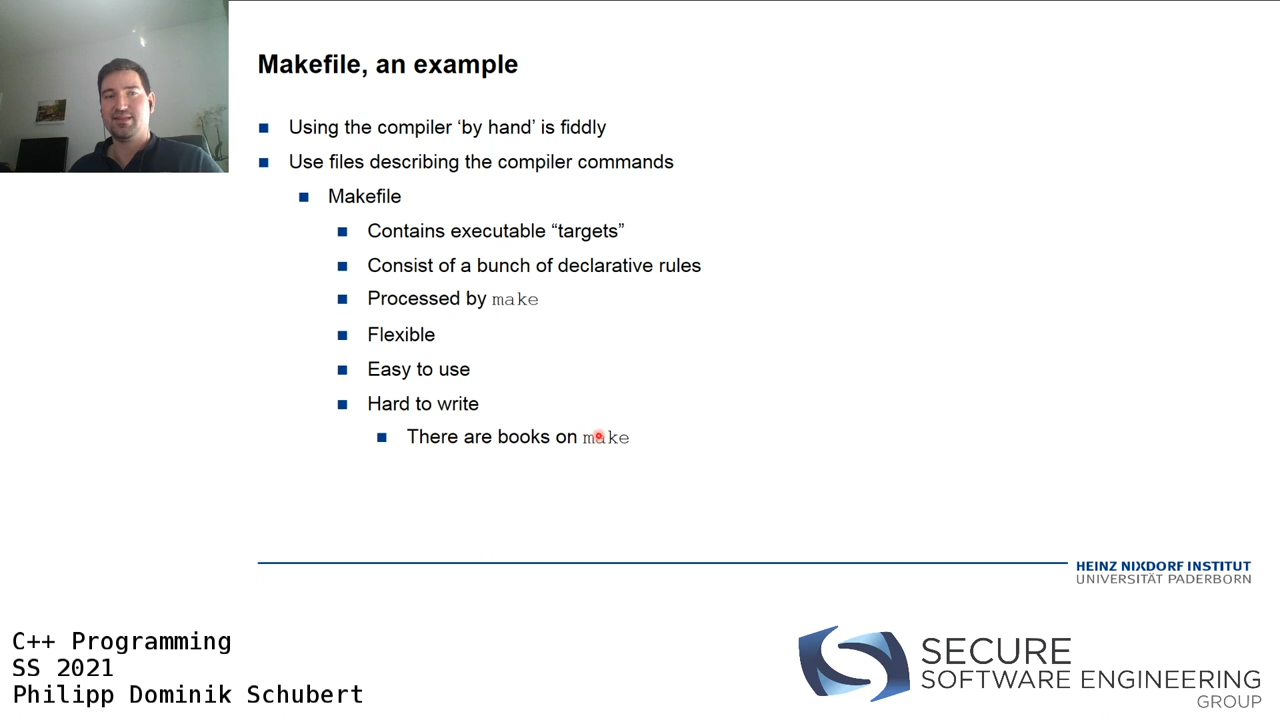 Makefile, an example
Using the compiler ‘by hand’ is fiddly
Use files describing the compiler commands
Makefile
Contains executable “targets”
Consist of a bunch of declarative rules
Processed by make
Flexible
Easy to use
Hard to write
There are books on make
HEINZ NIXDORF INSTITUT
UNIVERSITÄT PADERBORN
C++ Programming
SS 2021
Philipp Dominik Schubert
SECURE
SOFTWARE ENGINEERING
GROUP